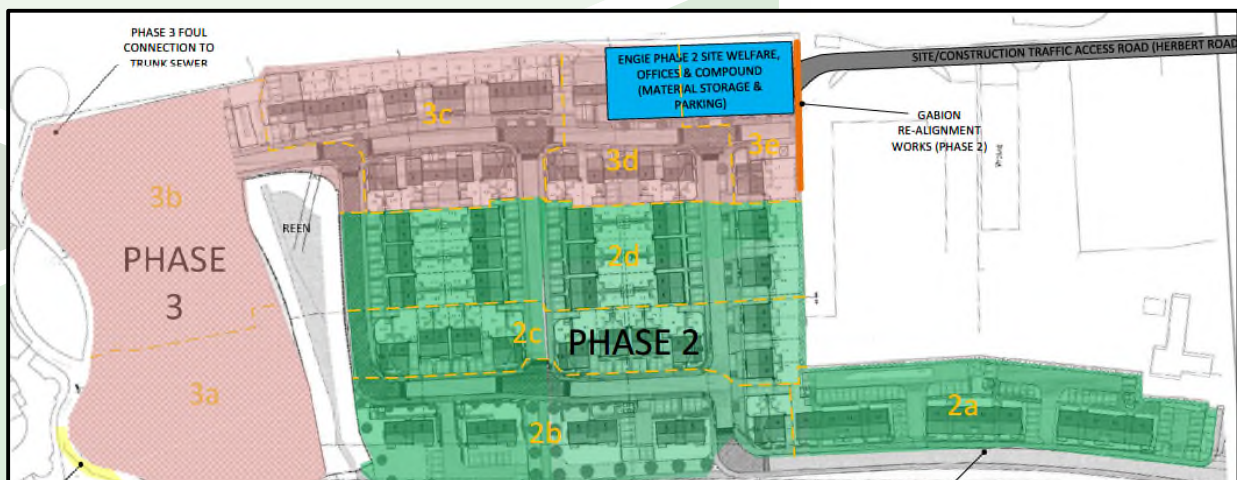 PHASE 3 FOUL
CONNECTION TO
TRUNK SEWER
ENGIE PHASE 2 SITE WELFARE,
OFFICES & COMPOUND
(MATERIAL STORAGE &
PARKING)
SITE/CONSTRUCTION TRAFFIC ACCESS ROAD (HERBERT ROAD
GABION
RE-ALIGNMENT
WORKS (PHASE 2)
3c
3d
3e
3b
REEN
PHASE
3
2d
2c
PHASE 2
3a
2b
2a